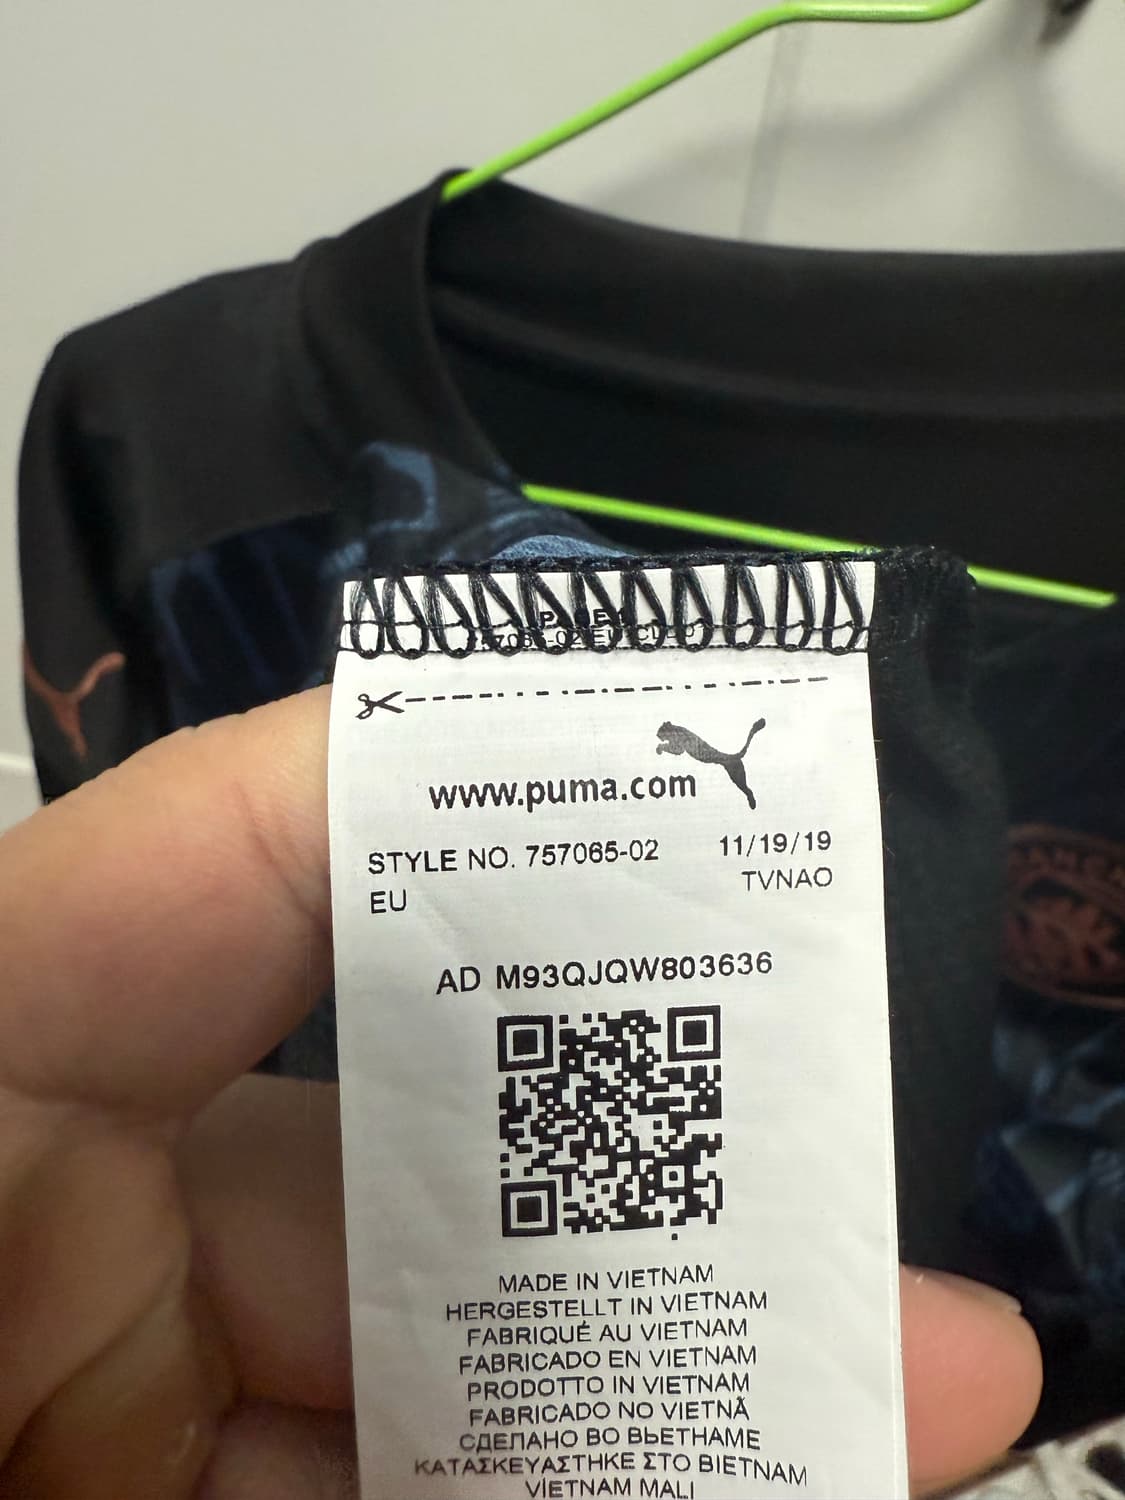 www.puma.com
STYLE NO. 757065-02 11/19/19
EU TVNAO
AD M93QJQW803636
MADE IN VIETNAM
HERGESTELLT IN VIETNAM
FABRIQUÉ AU VIETNAM
FABRICADO EN VIETNAM
PRODOTTO IN VIETNAM
FABRICADO NO VIETNÃ
СДЕЛАНО ВО ВЬЕТНАМЕ
ΚΑΤΑΣΚΕΥΑΣΤΗΚΕ ΣΤΟ ΒΙΕΤΝΑΜ
VİETNAM MALI